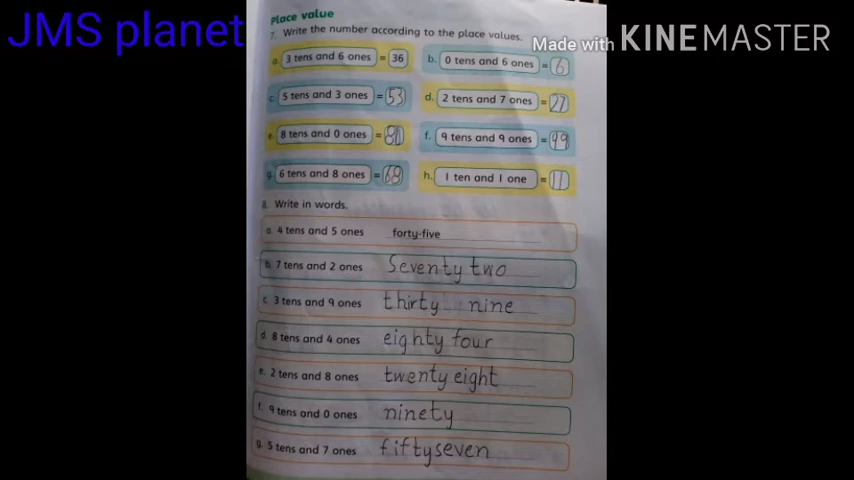 JMS planet
Made with KINEMASTER
Place value
7. Write the number according to the place values.
a. 3 tens and 6 ones = 36
b. 0 tens and 6 ones = 6
c. 5 tens and 3 ones = 53
d. 2 tens and 7 ones = 27
e. 8 tens and 0 ones = 80
f. 9 tens and 9 ones = 99
g. 6 tens and 8 ones = 68
h. 1 ten and 1 one = 11
8. Write in words.
a. 4 tens and 5 ones forty-five
b. 7 tens and 2 ones Seventy two
c. 3 tens and 9 ones thirty nine
d. 8 tens and 4 ones eighty four
e. 2 tens and 8 ones twenty eight
f. 9 tens and 0 ones ninety
g. 5 tens and 7 ones fiftyseven